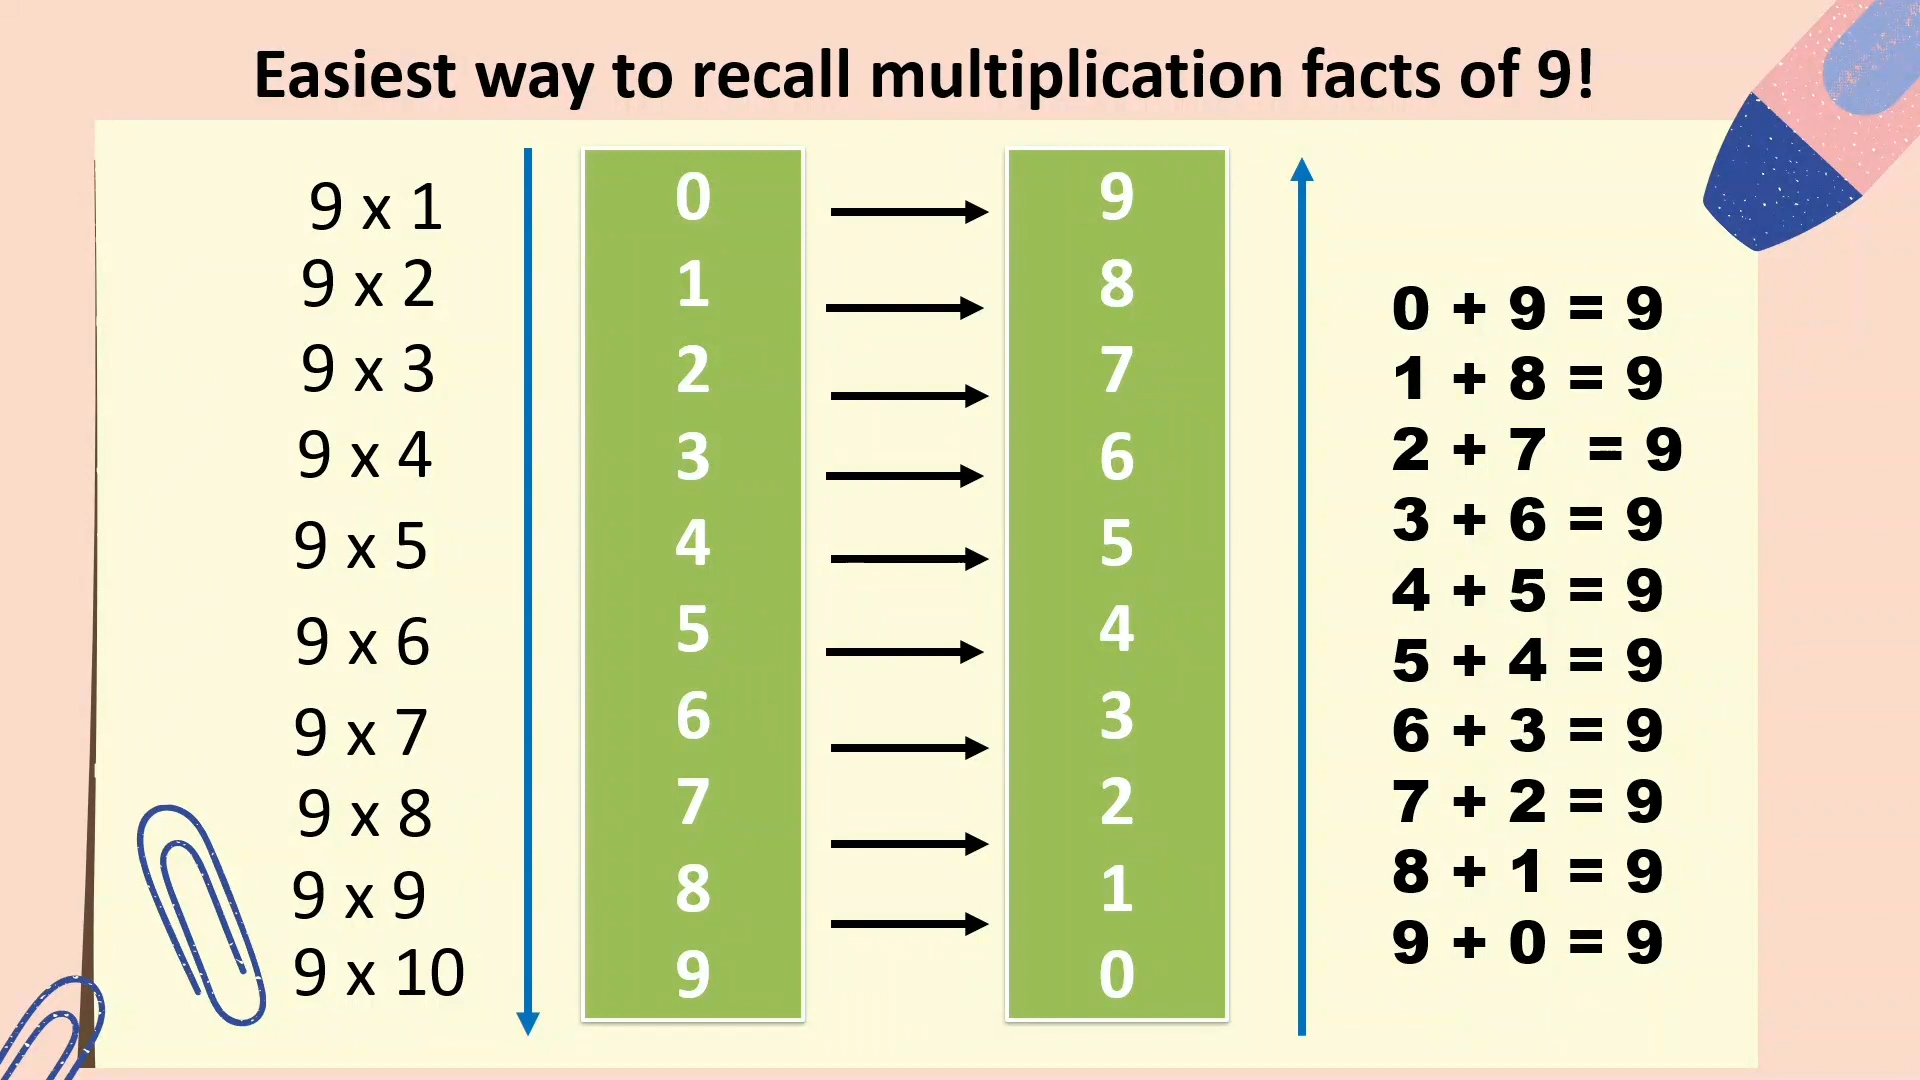 Easiest way to recall multiplication facts of 9!
9 x 1
9 x 2
9 x 3
9 x 4
9 x 5
9 x 6
9 x 7
9 x 8
9 x 9
9 x 10
0
1
2
3
4
5
6
7
8
9
9
8
7
6
5
4
3
2
1
0
0 + 9 = 9
1 + 8 = 9
2 + 7 = 9
3 + 6 = 9
4 + 5 = 9
5 + 4 = 9
6 + 3 = 9
7 + 2 = 9
8 + 1 = 9
9 + 0 = 9